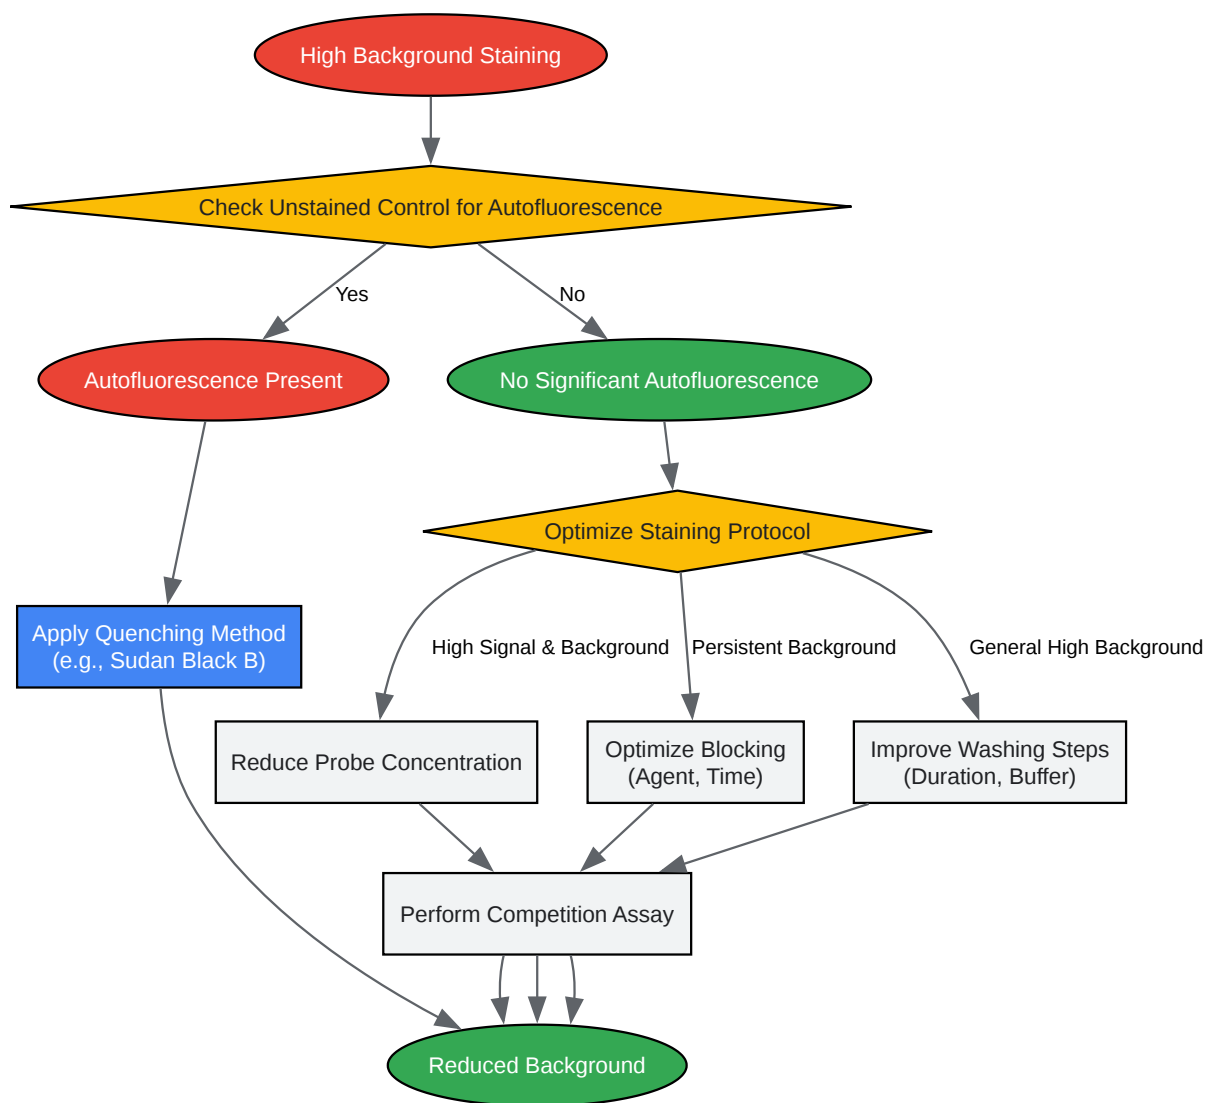 High Background Staining
Check Unstained Control for Autofluorescence
Yes
No
Autofluorescence Present
No Significant Autofluorescence
Optimize Staining Protocol
Apply Quenching Method
(e.g., Sudan Black B)
High Signal & Background
Persistent Background
General High Background
Reduce Probe Concentration
Optimize Blocking
(Agent, Time)
Improve Washing Steps
(Duration, Buffer)
Perform Competition Assay
Reduced Background